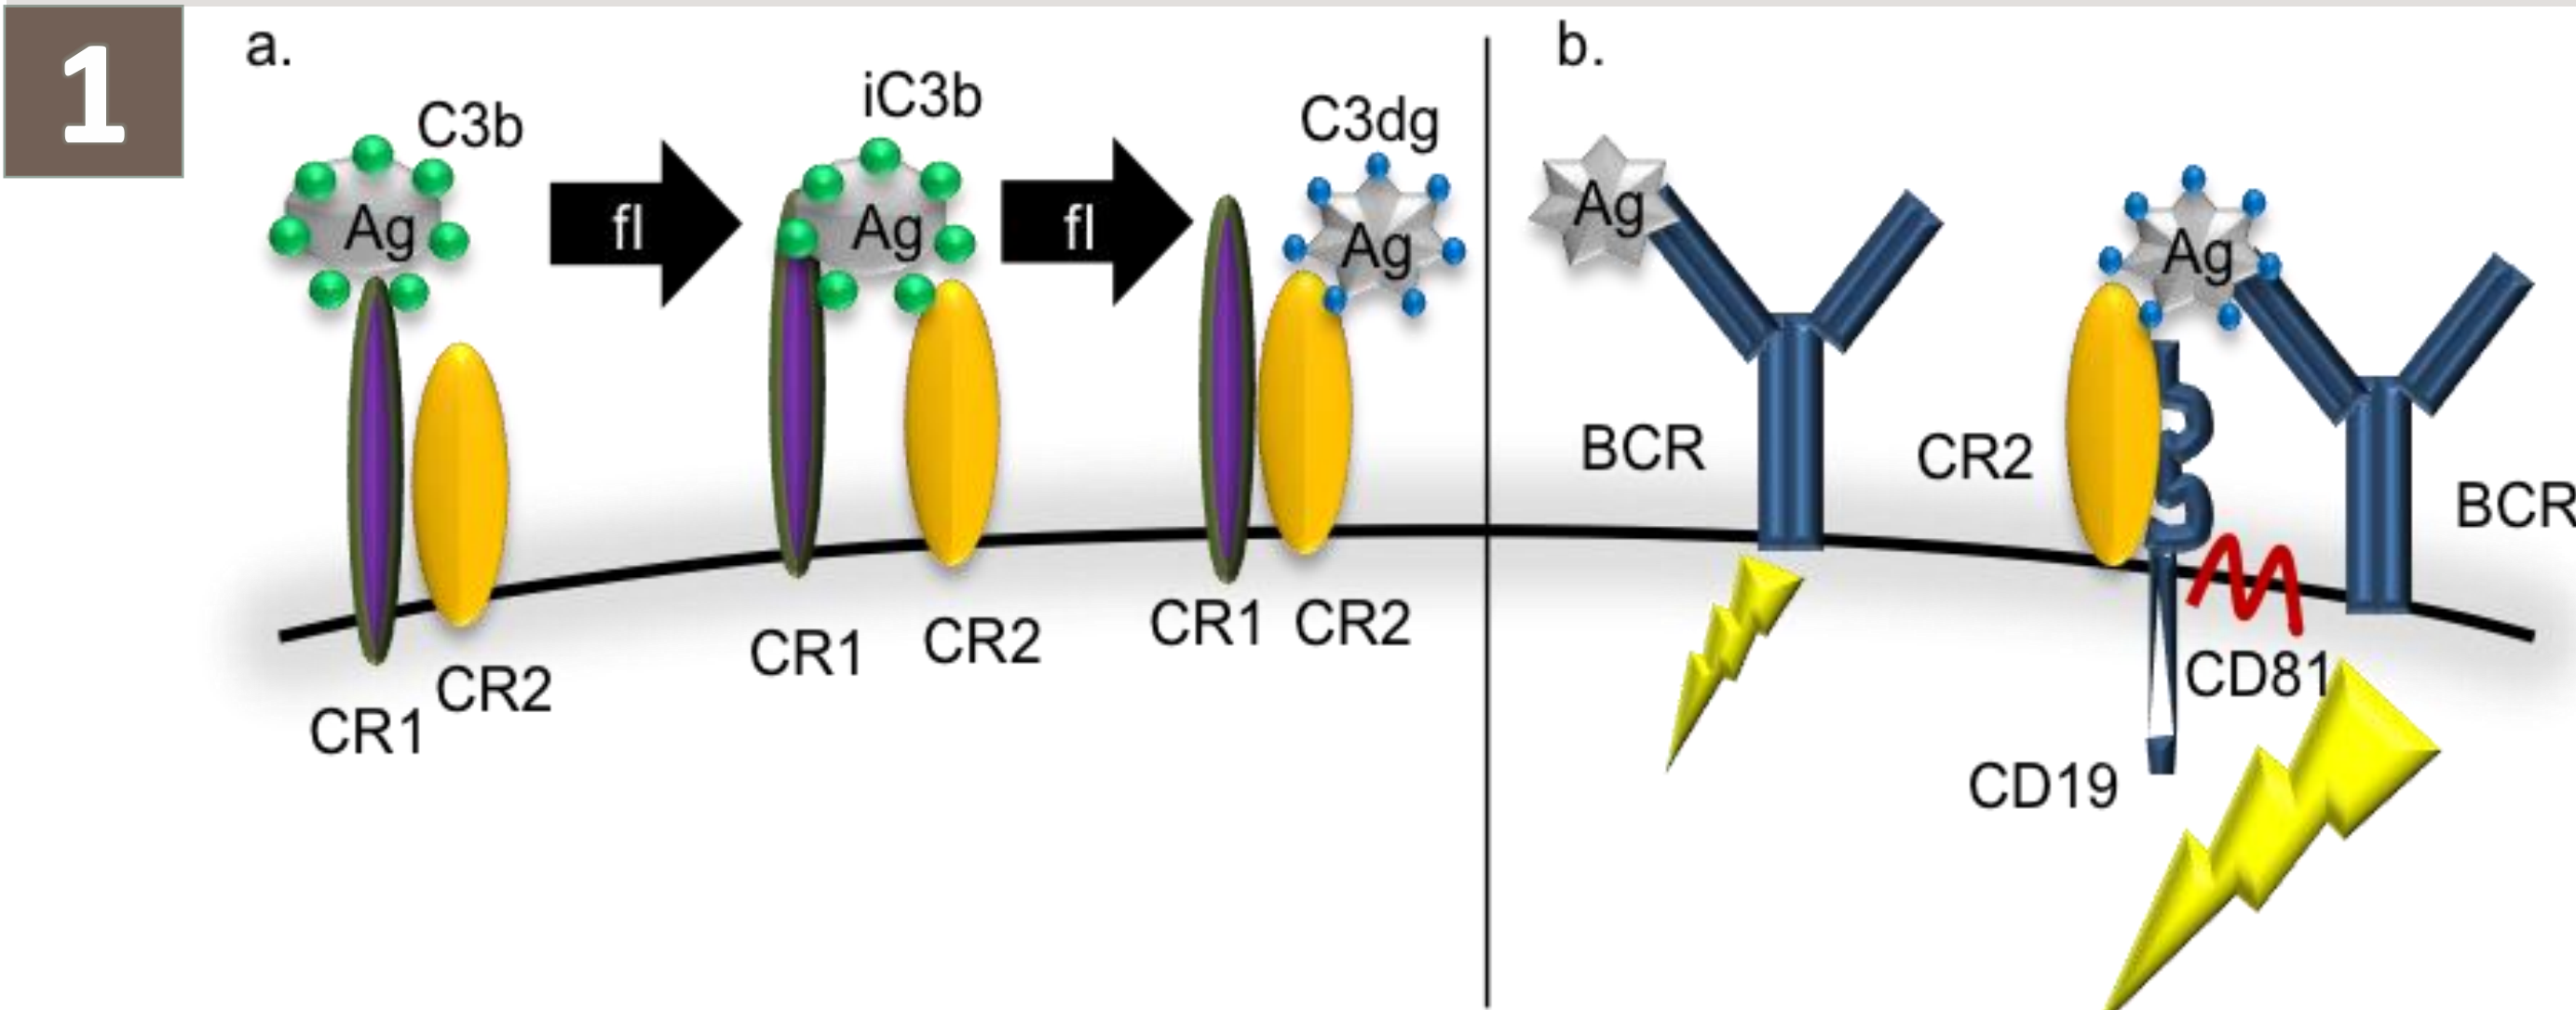 1
a.
C3b
Ag
fI
iC3b
Ag
fI
C3dg
Ag
CR1
CR2
CR1
CR2
CR1
CR2
b.
Ag
BCR
CR2
Ag
BCR
CD81
CD19